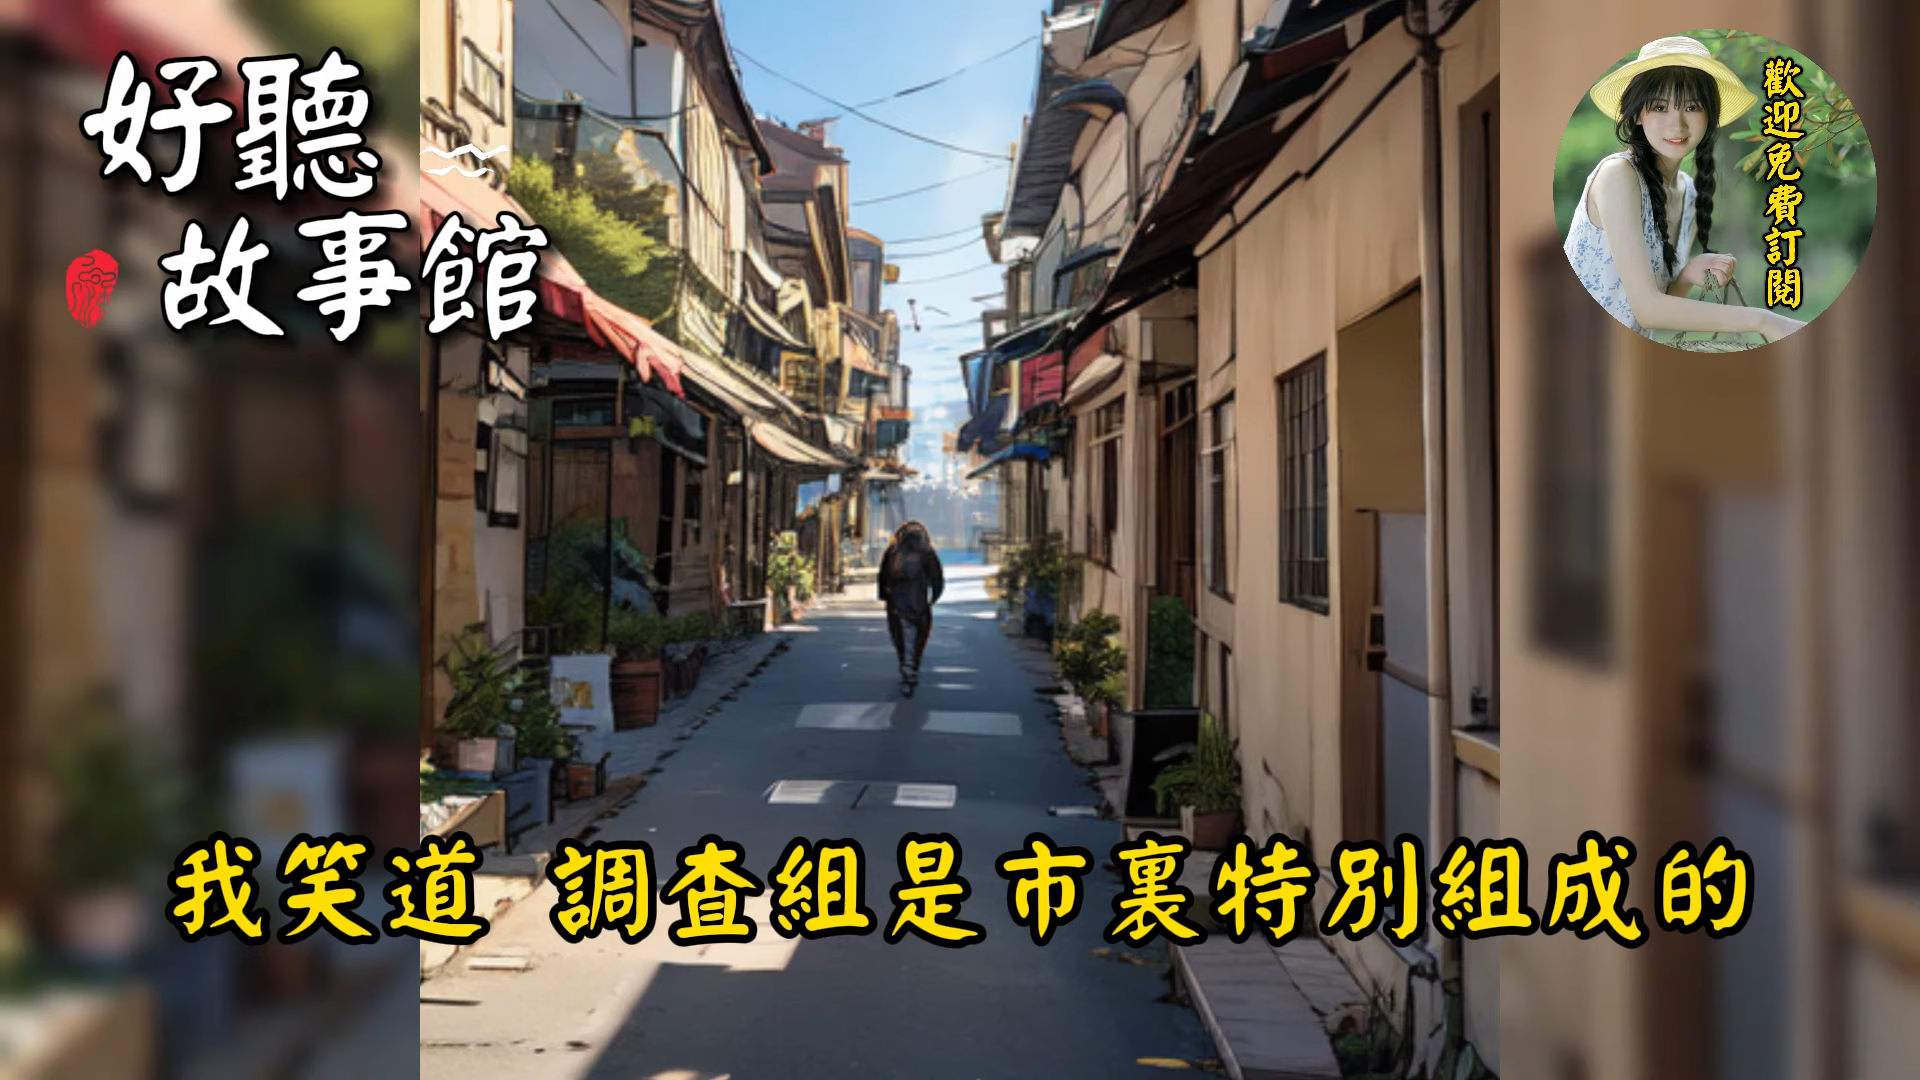 好聽
故事館
歡迎免費訂閱
我笑道 調查組是市裏特別組成的